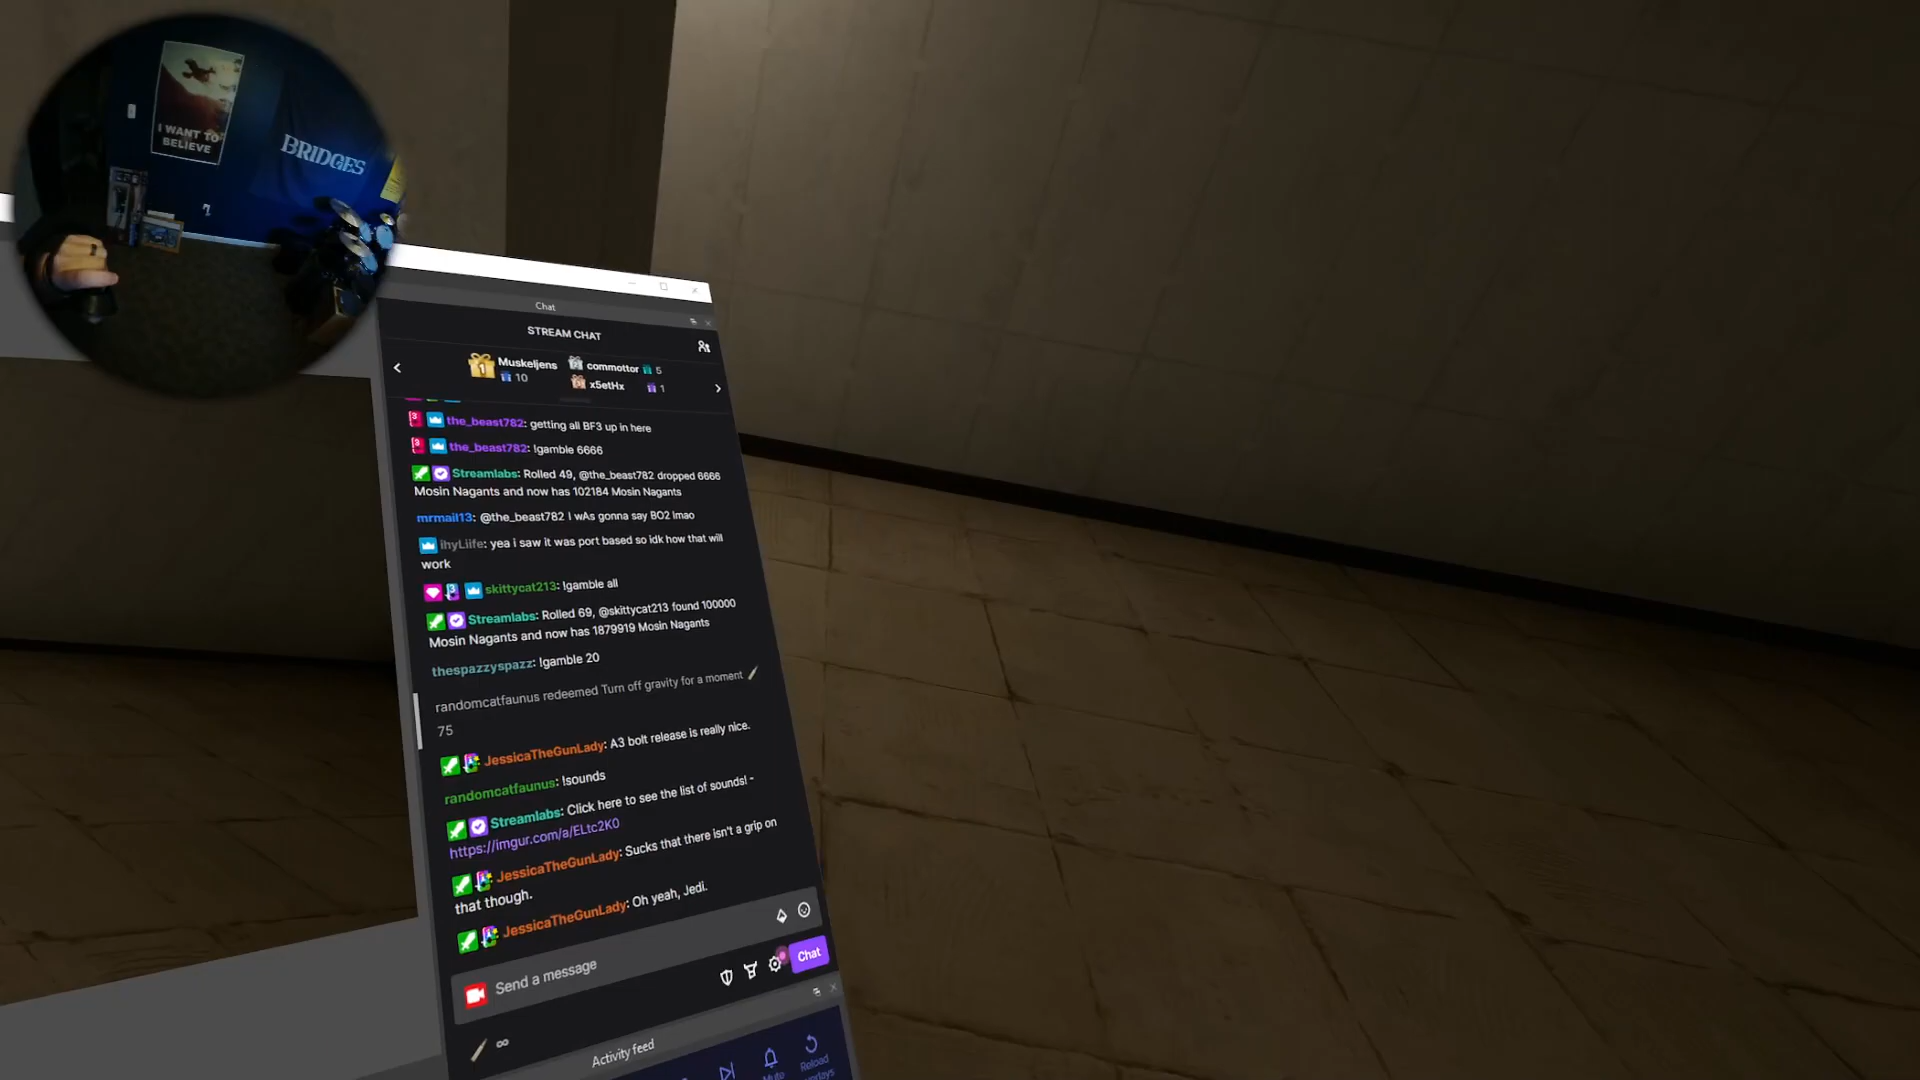 I WANT TO
BELIEVE
BRIDGES
Chat
STREAM CHAT
Muskeljens
10
commottor 5
x5etHx 1
the_beast782: getting all BF3 up in here
the_beast782: !gamble 6666
Streamlabs: Rolled 49, @the_beast782 dropped 6666
Mosin Nagants and now has 102184 Mosin Nagants
mrmail13: @the_beast782 I wAs gonna say BO2 lmao
ihyLiife: yea i saw it was port based so idk how that will
work
skittycat213: !gamble all
Streamlabs: Rolled 69, @skittycat213 found 100000
Mosin Nagants and now has 1879919 Mosin Nagants
thespazzyspazz: !gamble 20
randomcatfaunus redeemed Turn off gravity for a moment
75
JessicaTheGunLady: A3 bolt release is really nice.
randomcatfaunus: !sounds
Streamlabs: Click here to see the list of sounds! -
https://imgur.com/a/ELtc2K0
JessicaTheGunLady: Sucks that there isn't a grip on
that though.
JessicaTheGunLady: Oh yeah, Jedi.
Send a message
Chat
∞
Activity feed
Mute
Reload